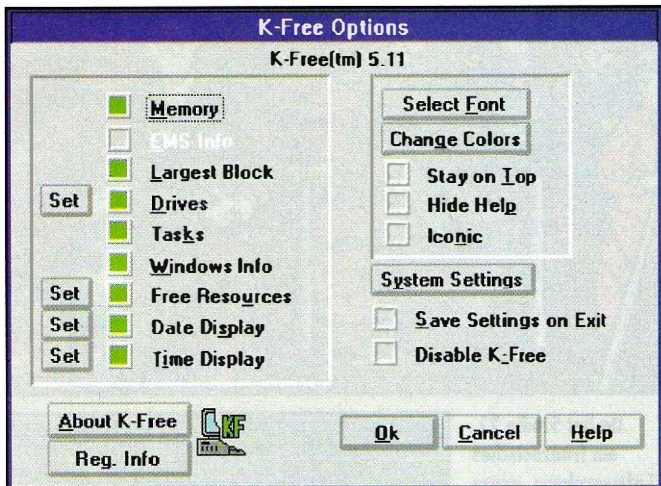 K-Free Options
K-Free(tm) 5.11
Memory
EMS Info
Largest Block
Set Drives
Tasks
Windows Info
Set Free Resources
Set Date Display
Set Time Display
Select Font
Change Colors
Stay on Top
Hide Help
Iconic
System Settings
Save Settings on Exit
Disable K-Free
About K-Free
Reg. Info
KF
Ok
Cancel
Help